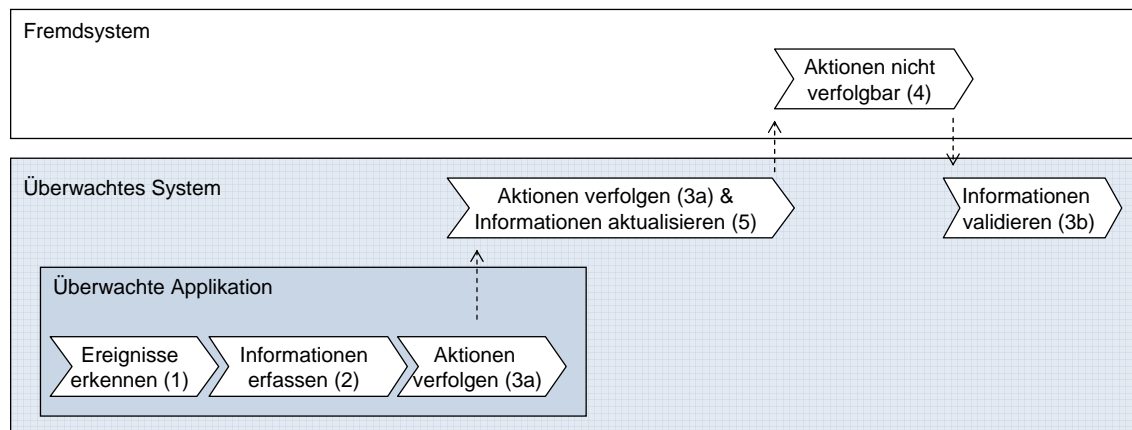 Fremdsystem
Aktionen nicht
verfolgbar (4)
Überwachtes System
Aktionen verfolgen (3a) &
Informationen aktualisieren (5)
Informationen
validieren (3b)
Überwachte Applikation
Ereignisse
erkennen (1)
Informationen
erfassen (2)
Aktionen
verfolgen (3a)